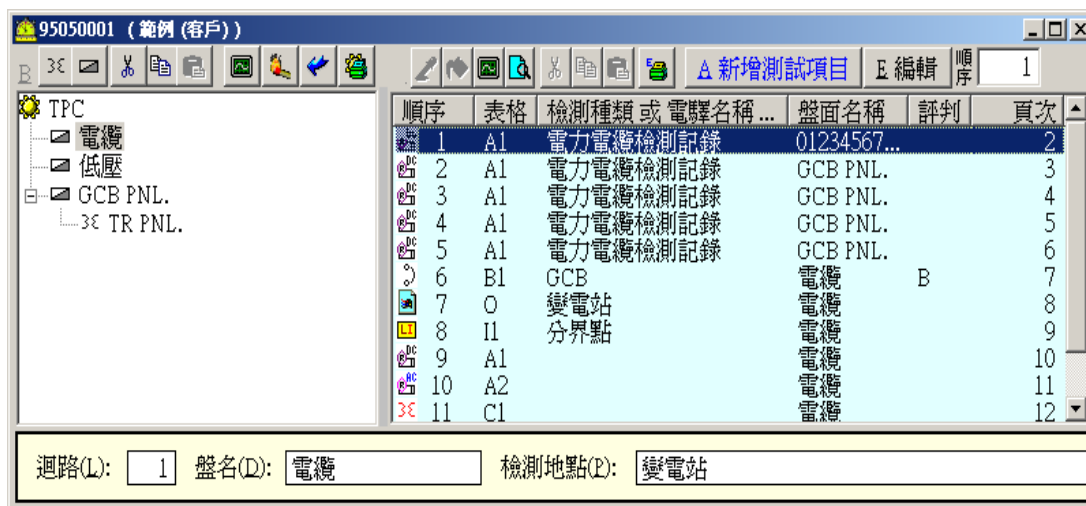 95050001 （ 範例 (客戶) ）
B A 新增測試項目 E 編輯 順序 1
TPC
電纜
低壓
GCB PNL.
TR PNL.
順序 表格 檢測種類 或 電驛名稱 ... 盤面名稱 評判 頁次
1 A1 電力電纜檢測記錄 01234567... 2
2 A1 電力電纜檢測記錄 GCB PNL. 3
3 A1 電力電纜檢測記錄 GCB PNL. 4
4 A1 電力電纜檢測記錄 GCB PNL. 5
5 A1 電力電纜檢測記錄 GCB PNL. 6
6 B1 GCB 電纜 B 7
7 O 變電站 電纜 8
LI 8 I1 分界點 電纜 9
9 A1 電纜 10
10 A2 電纜 11
11 C1 電纜 12
迴路(L): 1 盤名(D): 電纜 檢測地點(P): 變電站